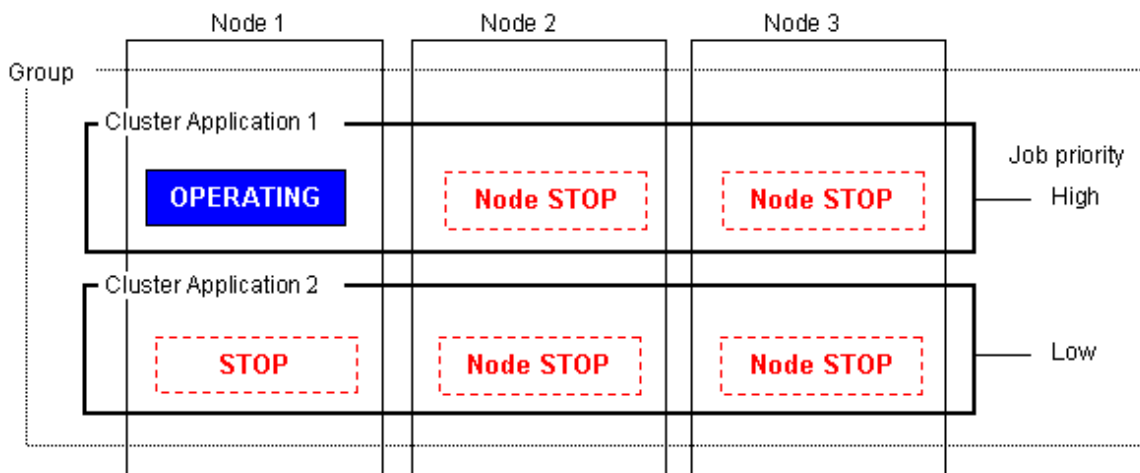 Node 1 Node 2 Node 3
Group
Cluster Application 1
Job priority
OPERATING Node STOP Node STOP High
Cluster Application 2
STOP Node STOP Node STOP Low